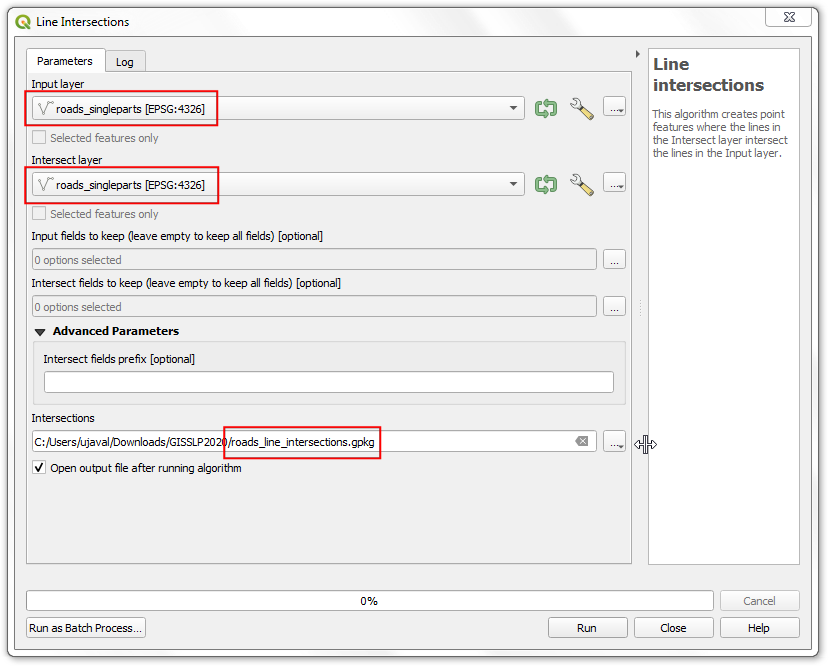 Line Intersections
Parameters
Log
Input layer
roads_singleparts [EPSG:4326]
...
Selected features only
Intersect layer
roads_singleparts [EPSG:4326]
...
Selected features only
Input fields to keep (leave empty to keep all fields) [optional]
0 options selected
...
Intersect fields to keep (leave empty to keep all fields) [optional]
0 options selected
...
Advanced Parameters
Intersect fields prefix [optional]
Intersections
C:/Users/ujaval/Downloads/GISSLP2020/roads_line_intersections.gpkg
...
Open output file after running algorithm
Line
intersections
This algorithm creates point
features where the lines in
the Intersect layer intersect
the lines in the Input layer.
0%
Cancel
Run as Batch Process...
Run
Close
Help